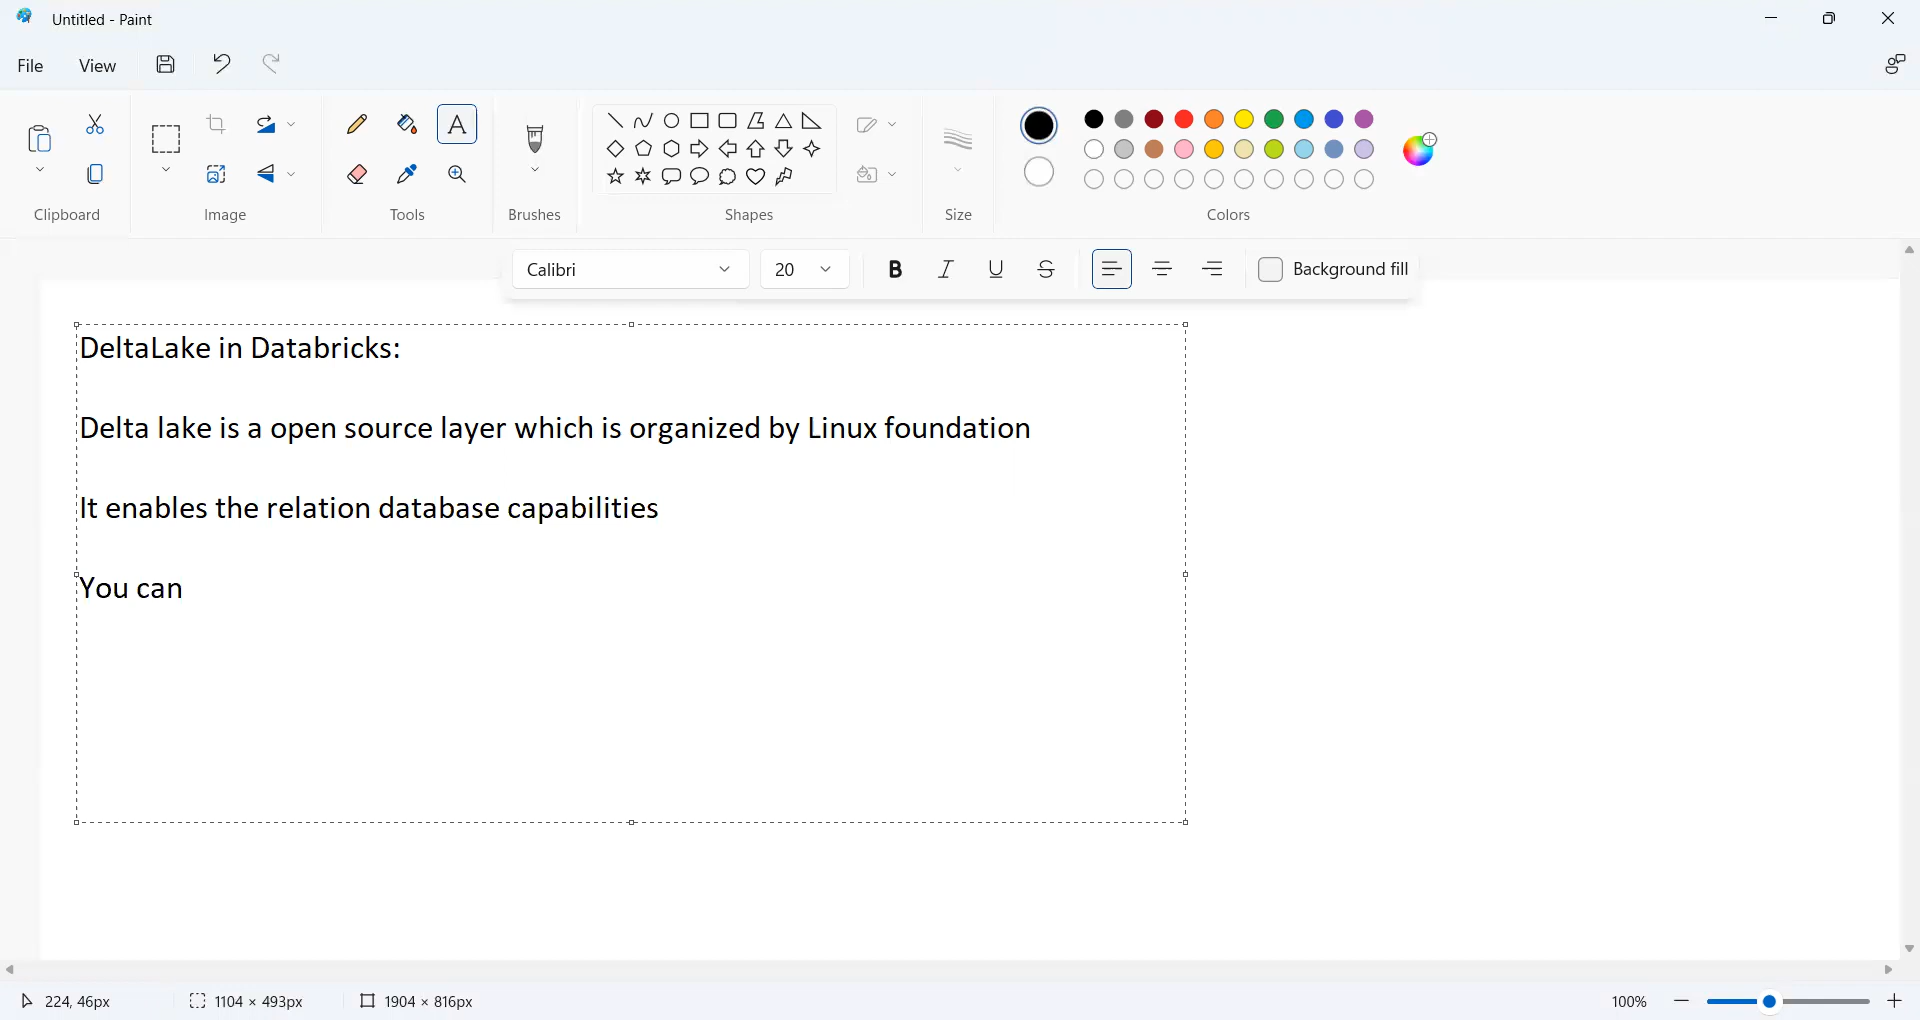 Untitled - Paint
File View
Clipboard
Image
Tools
Brushes
Shapes
Size
Colors
Calibri 20 B I U S Background fill
DeltaLake in Databricks:
Delta lake is a open source layer which is organized by Linux foundation
It enables the relation database capabilities
You can
224, 46px 1104 × 493px 1904 × 816px 100%